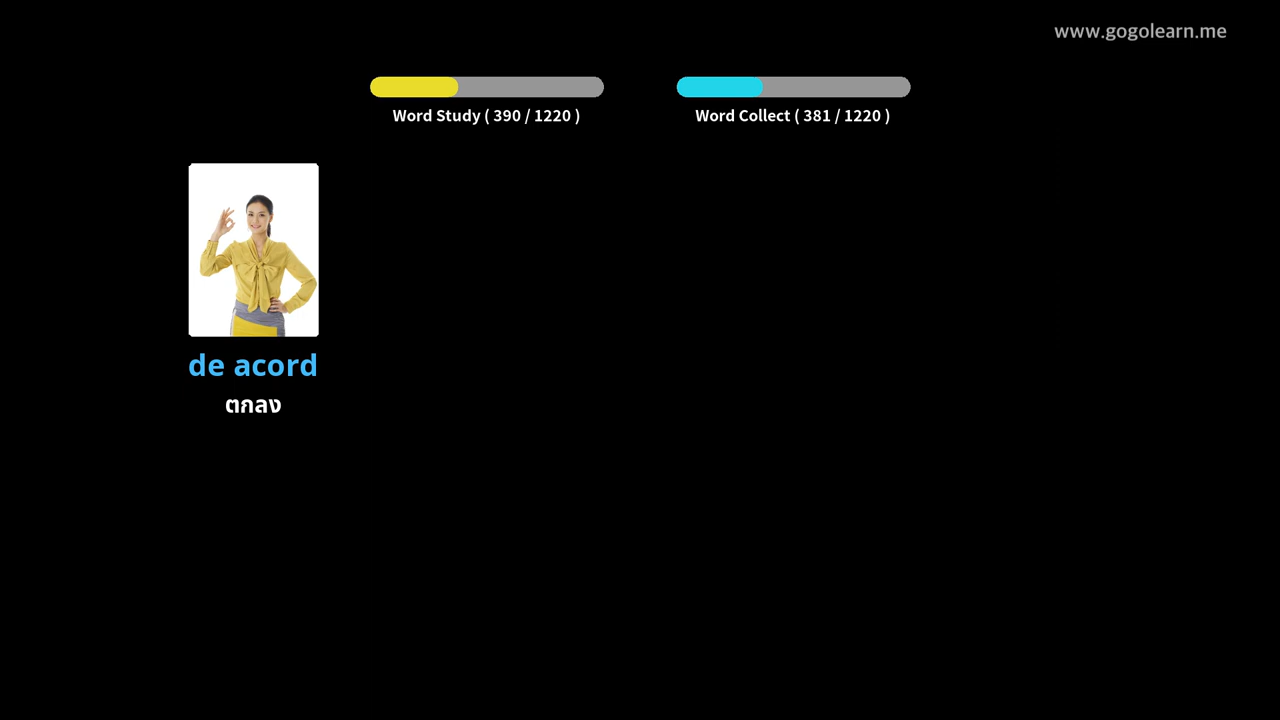 www.gogolearn.me
Word Study ( 390 / 1220 )
Word Collect ( 381 / 1220 )
de acord
ตกลง